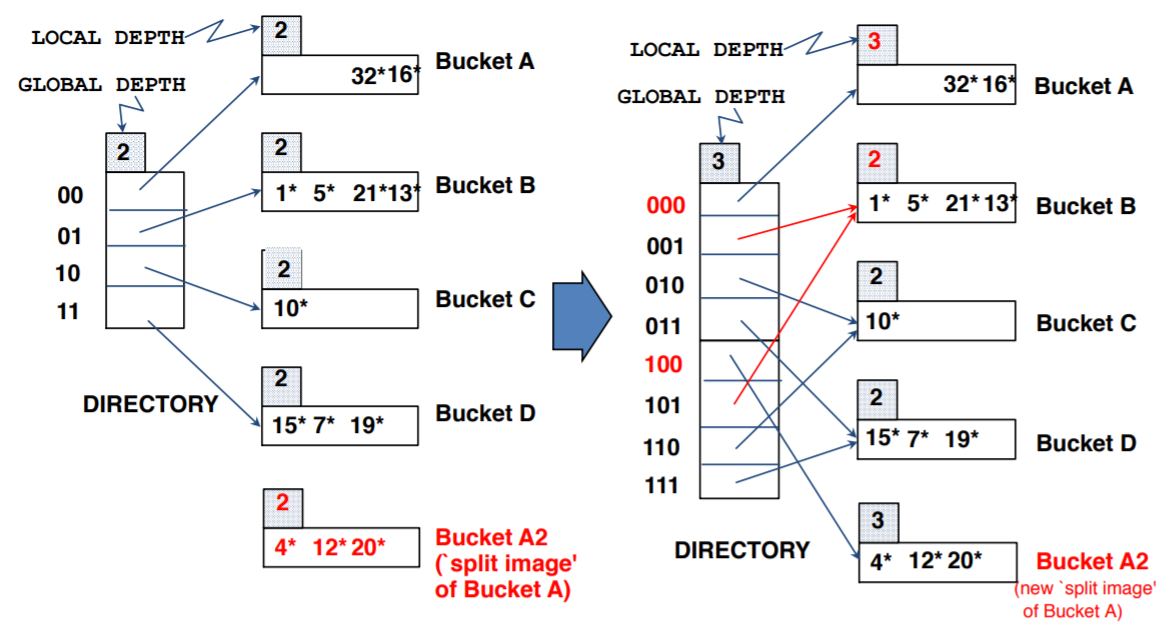 LOCAL DEPTH
2
32* 16*
Bucket A
GLOBAL DEPTH
2
00
01
10
11
DIRECTORY
2
1* 5* 21* 13*
Bucket B
2
10*
Bucket C
2
15* 7* 19*
Bucket D
2
4* 12* 20*
Bucket A2
(`split image'
of Bucket A)
LOCAL DEPTH
3
32* 16*
Bucket A
GLOBAL DEPTH
3
000
001
010
011
100
101
110
111
DIRECTORY
2
1* 5* 21* 13*
Bucket B
2
10*
Bucket C
2
15* 7* 19*
Bucket D
3
4* 12* 20*
Bucket A2
(new `split image'
of Bucket A)